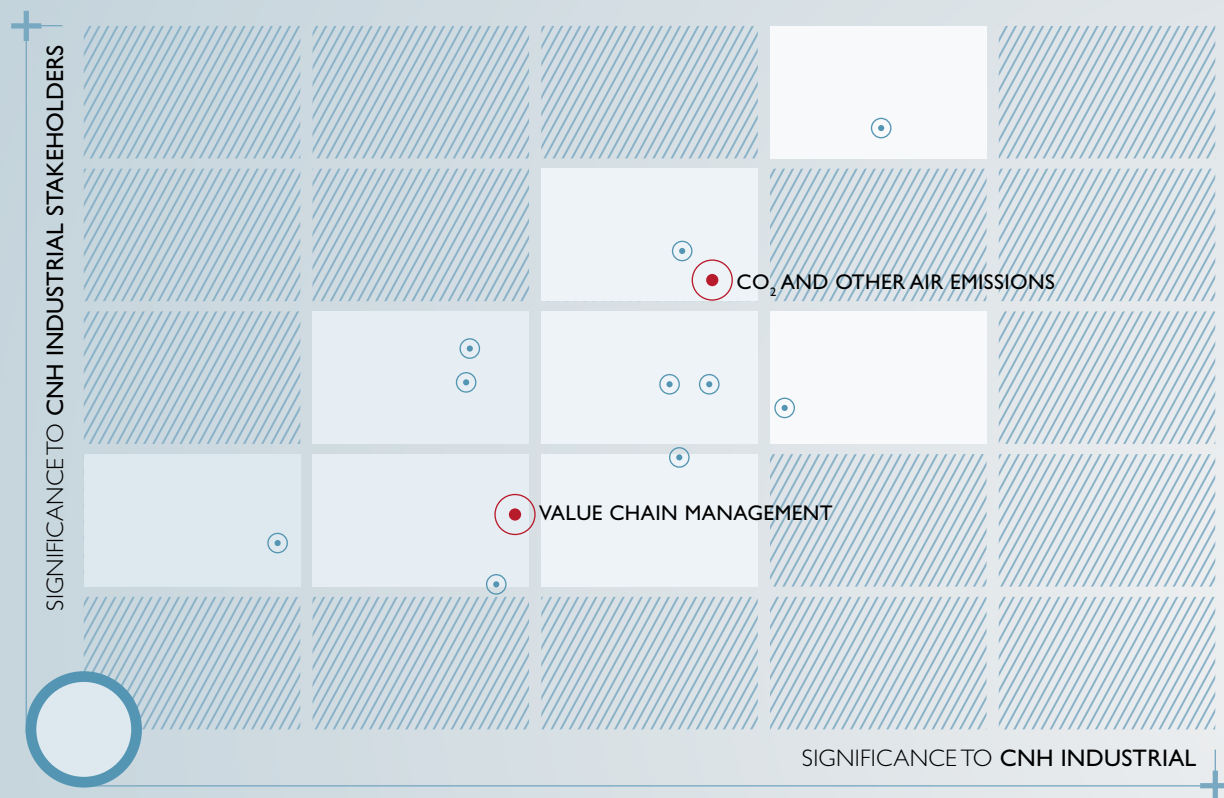 SIGNIFICANCE TO CNH INDUSTRIAL STAKEHOLDERS
CO₂ AND OTHER AIR EMISSIONS
VALUE CHAIN MANAGEMENT
SIGNIFICANCE TO CNH INDUSTRIAL